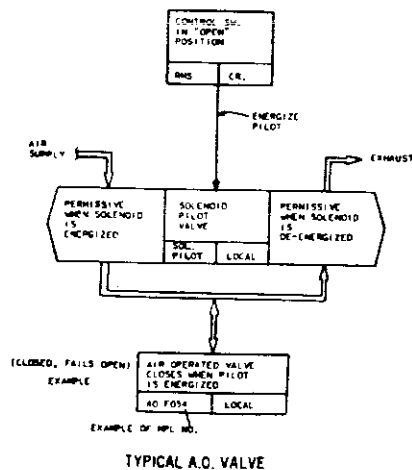 CONTROL SW.
IN "OPEN"
POSITION
RMS
CR.
ENERGIZE
PILOT
AIR
SUPPLY
EXHAUST
PERMISSIVE
WHEN SOLENOID
IS
ENERGIZED
SOLENOID
PILOT
VALVE
SOL.
PILOT
LOCAL
PERMISSIVE
WHEN SOLENOID
IS
DE-ENERGIZED
(CLOSED, FAILS OPEN)
EXAMPLE
AIR OPERATED VALVE
CLOSES WHEN PILOT
IS ENERGIZED
AO F054
LOCAL
EXAMPLE OF MPL NO.
TYPICAL A.O. VALVE